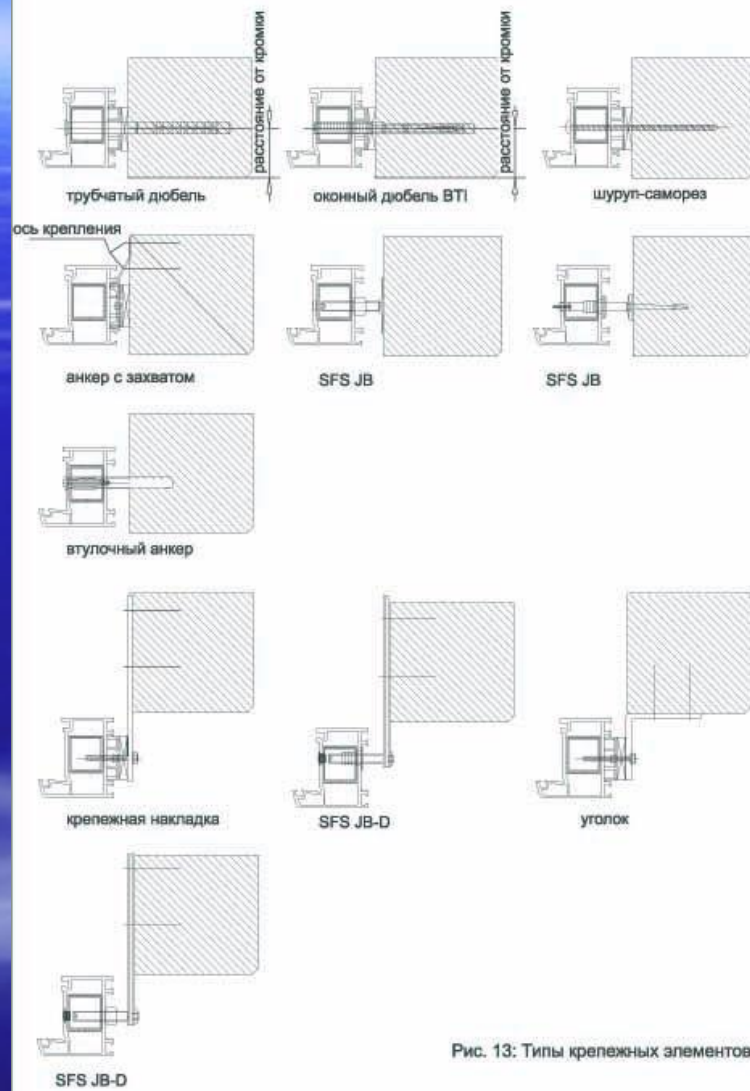 расстояние от кромки
расстояние от кромки
трубчатый дюбель
оконный дюбель BTI
шуруп-саморез
ось крепления
анкер с захватом
SFS JB
SFS JB
втулочный анкер
крепежная накладка
SFS JB-D
уголок
SFS JB-D
Рис. 13: Типы крепежных элементов